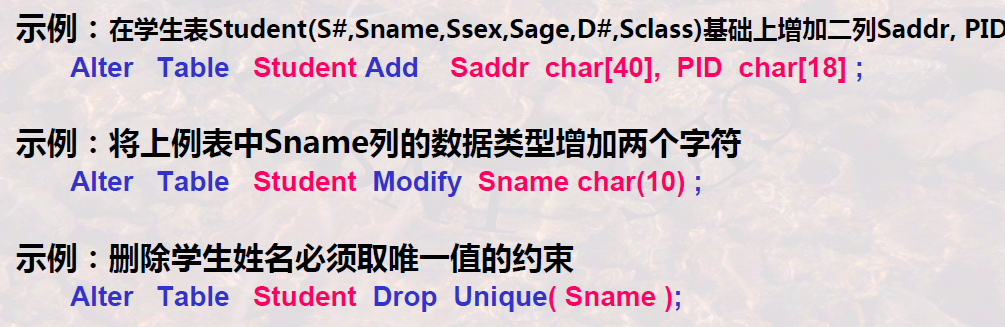 示例：在学生表Student(S#,Sname,Ssex,Sage,D#,Sclass)基础上增加二列Saddr, PID
Alter Table Student Add Saddr char[40], PID char[18] ;
示例：将上例表中Sname列的数据类型增加两个字符
Alter Table Student Modify Sname char(10) ;
示例：删除学生姓名必须取唯一值的约束
Alter Table Student Drop Unique( Sname );